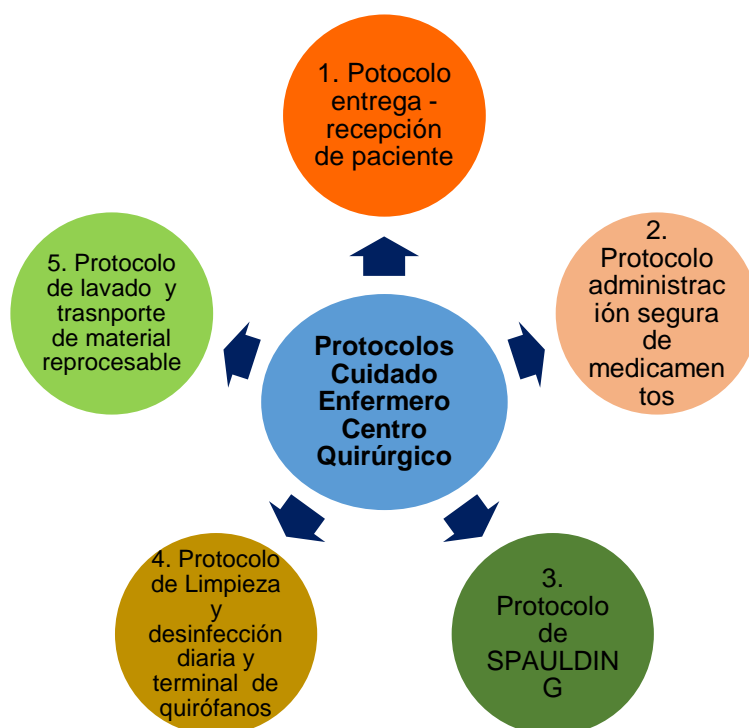 1. Potocolo
entrega -
recepción
de paciente
2.
Protocolo
administrac
ión segura
de
medicamen
tos
3.
Protocolo
de
SPAULDIN
G
4. Protocolo
de Limpieza
y
desinfección
diaria y
terminal de
quirófanos
5. Protocolo
de lavado y
trasnporte
de material
reprocesable
Protocolos
Cuidado
Enfermero
Centro
Quirúrgico